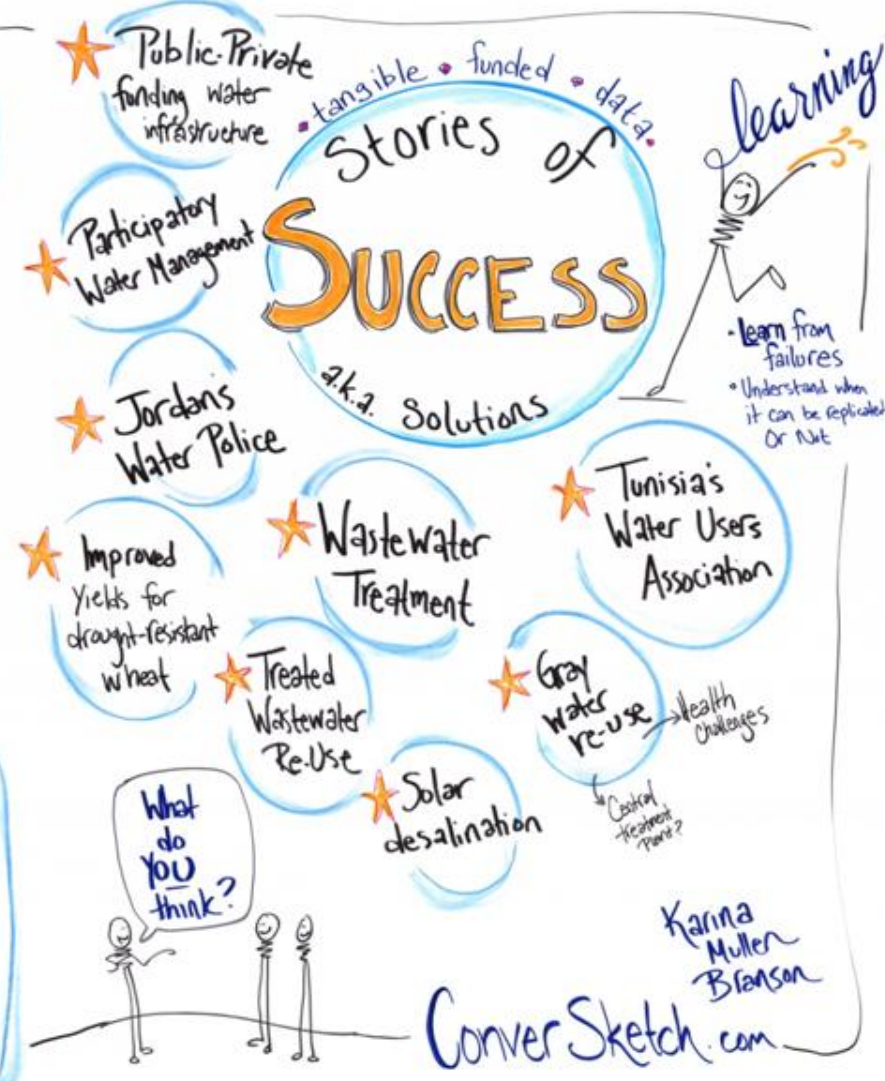 Public-Private
funding water
infrastructure
• tangible • funded • data •
Stories of
SUCCESS
a.k.a. Solutions
learning
• Learn from
failures
• Understand when
it can be replicated
Or Not
Participatory
Water Management
Jordan's
Water Police
Improved
Yields for
drought-resistant
wheat
Wastewater
Treatment
Tunisia's
Water Users
Association
Treated
Wastewater
Re-Use
Gray
water
re-use
Health
Challenges
Central
treatment
Plant?
Solar
desalination
What
do
YOU
think?
Karina
Mullen
Branson
ConverSketch.com